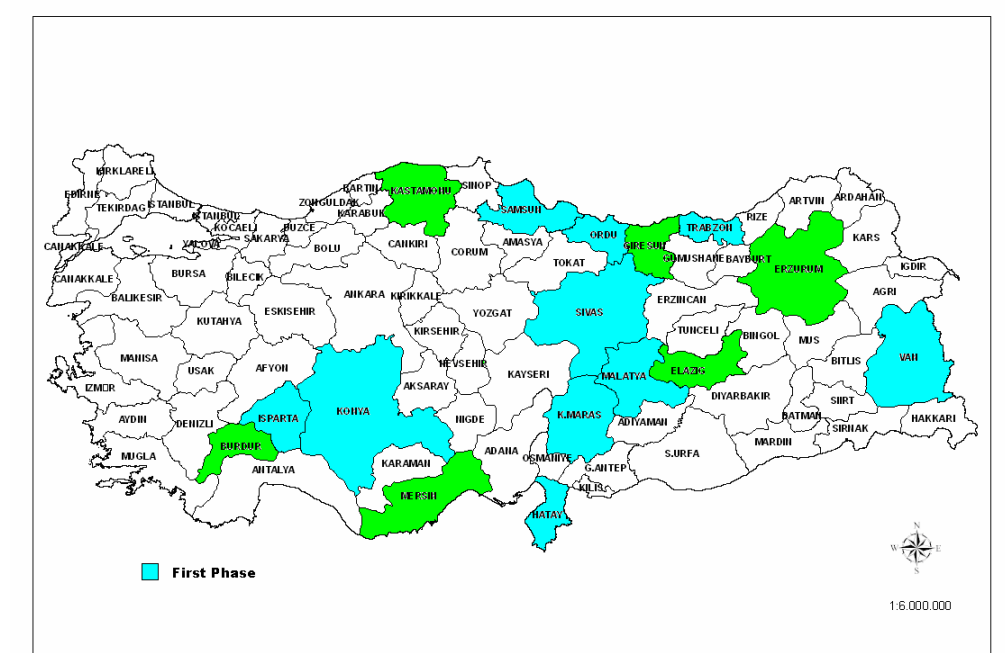 KIRKLARELI
EDIRNE
TEKIRDAG
ISTANBUL
ISTANBUL
KOCAELI
YALOVA
SAKARYA
DUZCE
ZONGULDAK
BARTIN
KARABUK
KASTAMONU
SINOP
SAMSUN
ORDU
GIRESUN
TRABZON
RIZE
ARTVIN
ARDAHAN
KARS
CANAKKALE
CANAKKALE
BALIKESIR
BURSA
BILECIK
BOLU
CANKIRI
CORUM
AMASYA
TOKAT
GUMUSHANE
BAYBURT
ERZURUM
IGDIR
AGRI
KUTAHYA
ESKISEHIR
ANKARA
KIRIKKALE
YOZGAT
SIVAS
ERZINCAN
TUNCELI
BINGOL
MUS
BITLIS
VAN
MANISA
USAK
AFYON
KIRSEHIR
NEVSEHIR
KAYSERI
MALATYA
ELAZIG
DIYARBAKIR
SIIRT
BATMAN
SIRNAK
HAKKARI
IZMIR
AYDIN
DENIZLI
ISPARTA
KONYA
AKSARAY
NIGDE
K.MARAS
ADIYAMAN
MARDIN
MUGLA
BURDUR
ANTALYA
KARAMAN
MERSIN
ADANA
OSMANIYE
G.ANTEP
S.URFA
KILIS
HATAY
W
N
E
S
First Phase
1:6.000.000